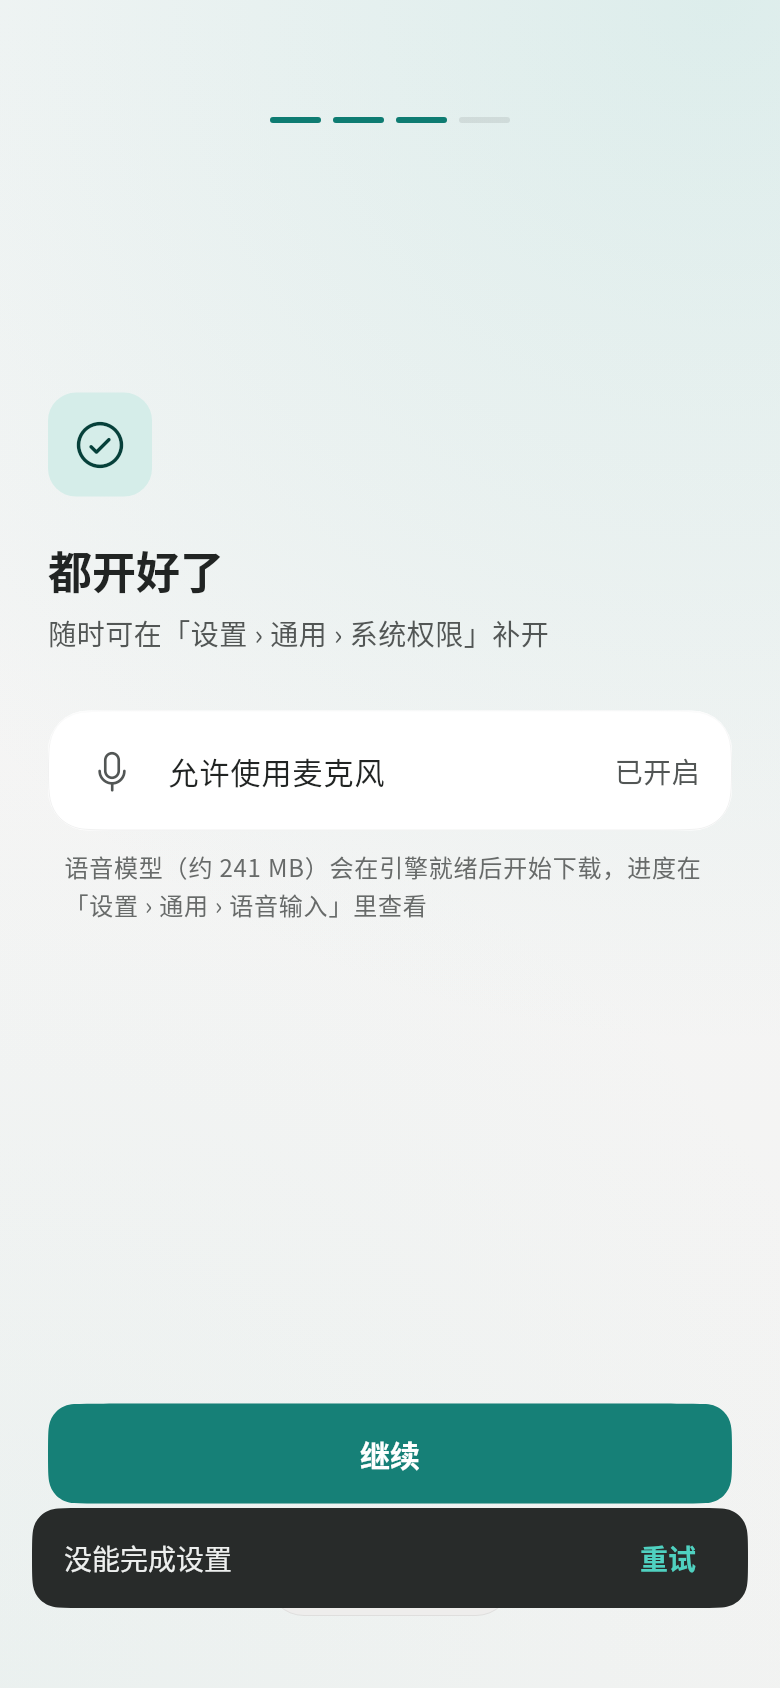 都开好了
随时可在「设置 › 通用 › 系统权限」补开
允许使用麦克风
已开启
语音模型（约 241 MB）会在引擎就绪后开始下载，进度在
「设置 › 通用 › 语音输入」里查看
继续
没能完成设置
重试